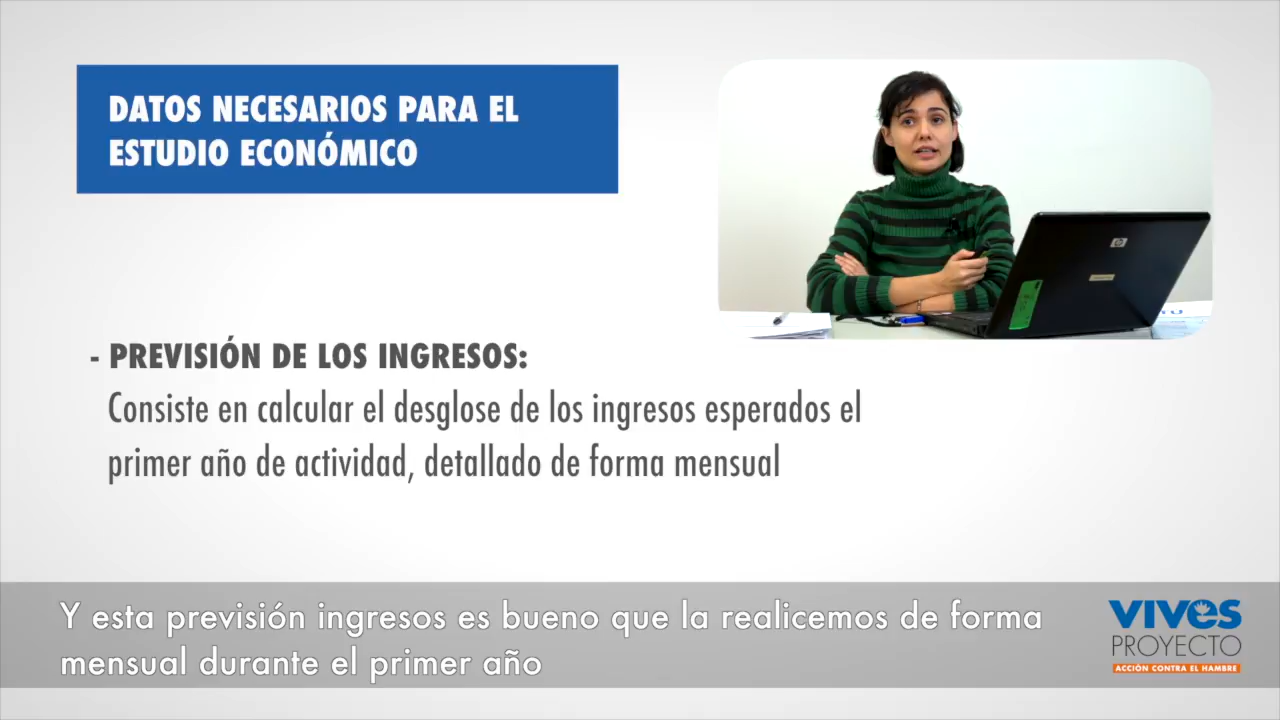 DATOS NECESARIOS PARA EL
ESTUDIO ECONÓMICO
- PREVISIÓN DE LOS INGRESOS:
Consiste en calcular el desglose de los ingresos esperados el
primer año de actividad, detallado de forma mensual
Y esta previsión ingresos es bueno que la realicemos de forma
mensual durante el primer año
VIVES
PROYECTO
ACCIÓN CONTRA EL HAMBRE
hp